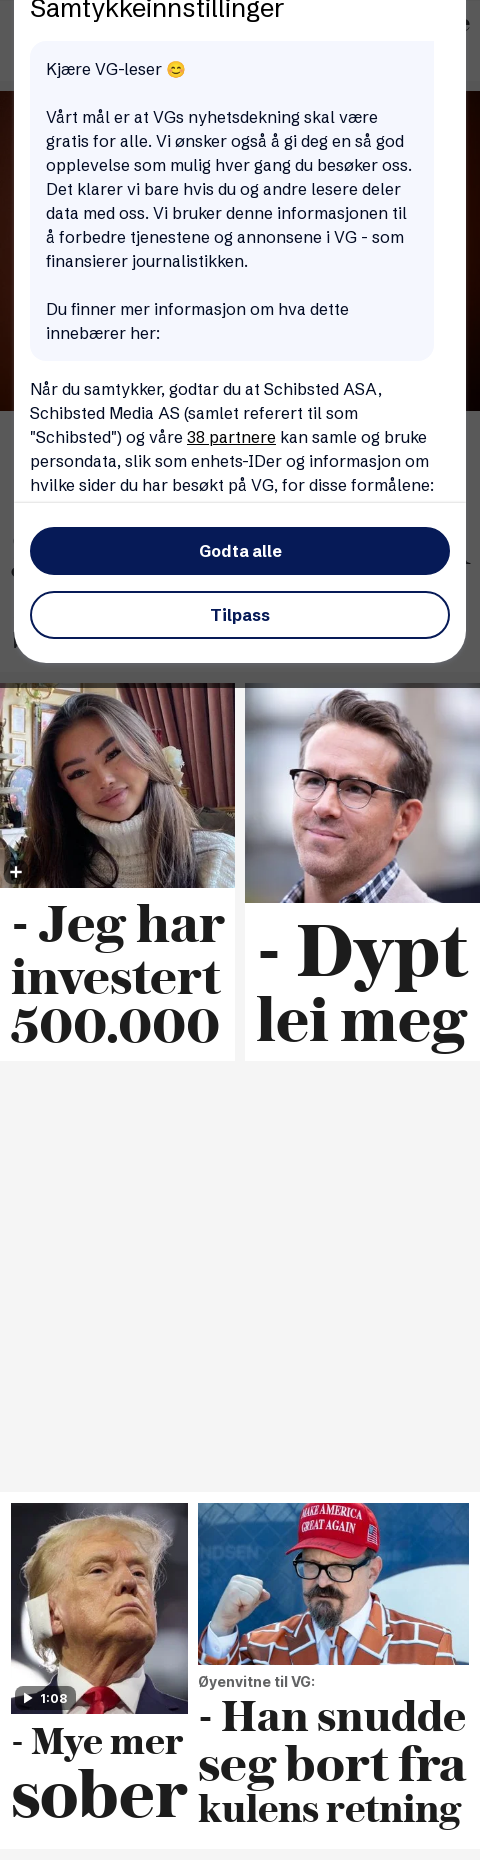 Samtykkeinnstillinger
Kjære VG-leser 😊
Vårt mål er at VGs nyhetsdekning skal være
gratis for alle. Vi ønsker også å gi deg en så god
opplevelse som mulig hver gang du besøker oss.
Det klarer vi bare hvis du og andre lesere deler
data med oss. Vi bruker denne informasjonen til
å forbedre tjenestene og annonsene i VG - som
finansierer journalistikken.
Du finner mer informasjon om hva dette
innebærer her:
Når du samtykker, godtar du at Schibsted ASA,
Schibsted Media AS (samlet referert til som
"Schibsted") og våre 38 partnere kan samle og bruke
persondata, slik som enhets-IDer og informasjon om
hvilke sider du har besøkt på VG, for disse formålene:
Godta alle
Tilpass
- Jeg har
investert
500.000
- Dypt
lei meg
1:08
- Mye mer
sober
MAKE AMERICA
GREAT AGAIN
Øyenvitne til VG:
- Han snudde
seg bort fra
kulens retning